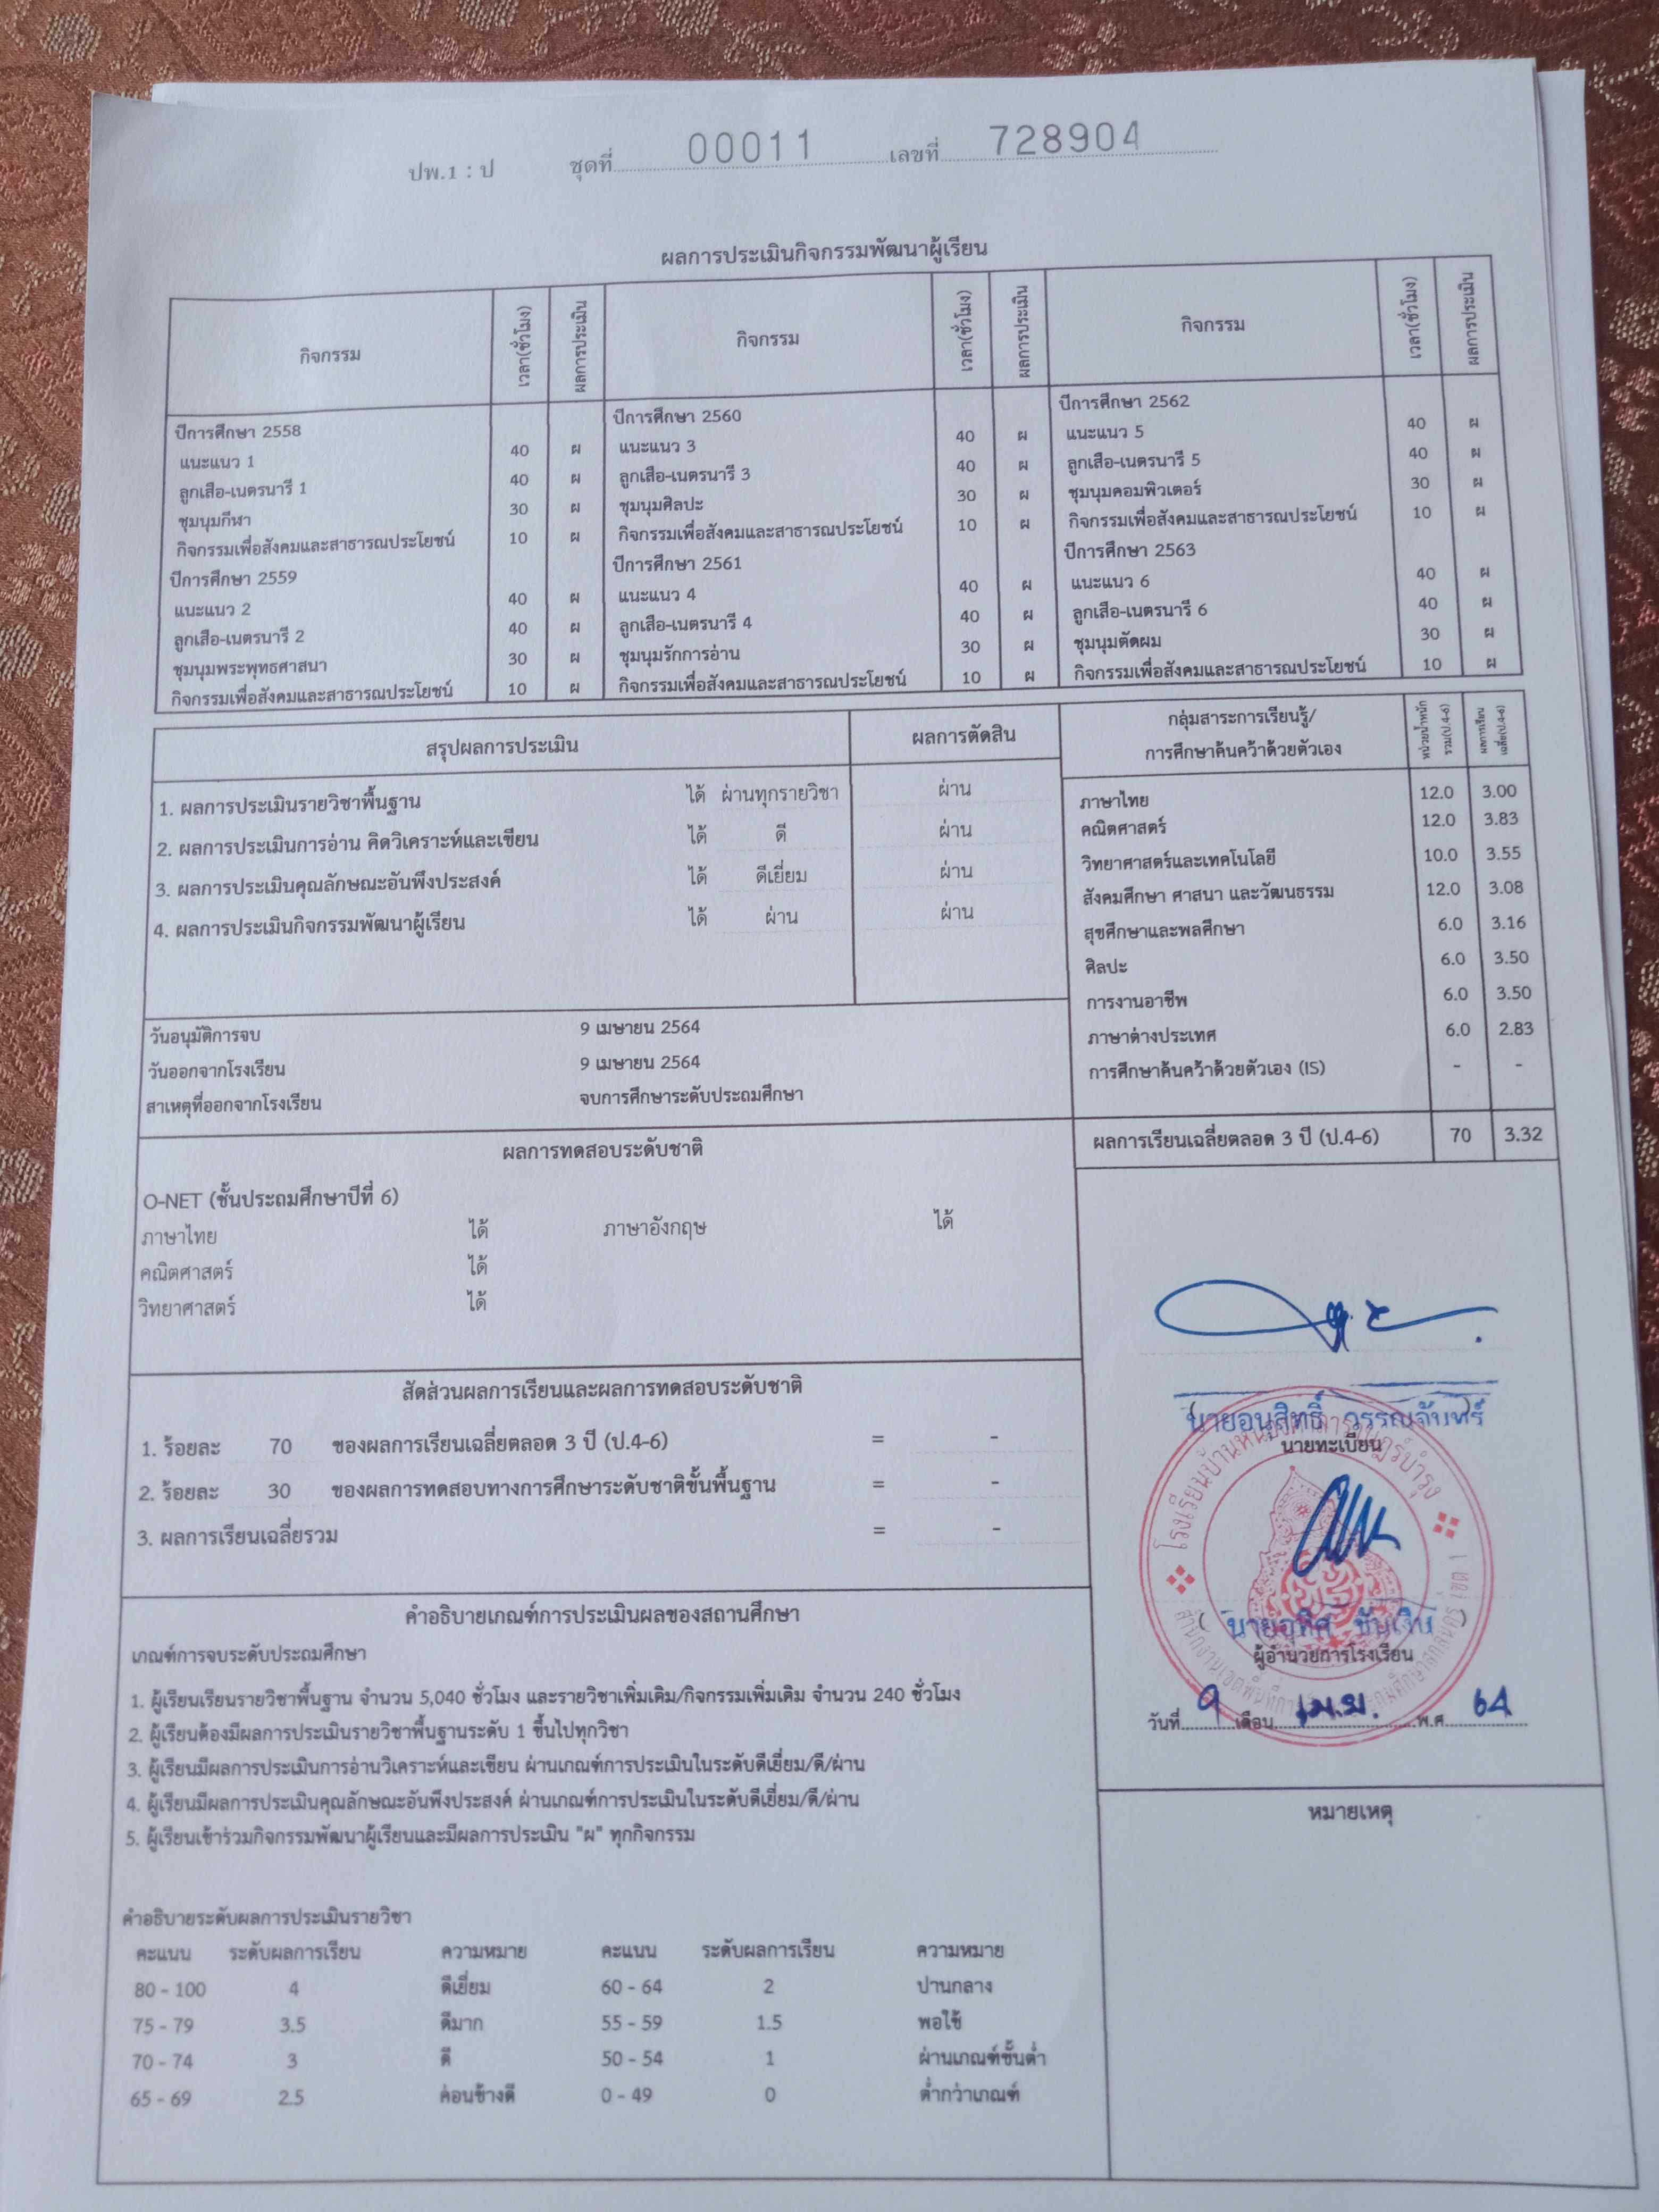 ปพ.1 : ป ชุดที่ 00011 เลขที่ 728904
ผลการประเมินกิจกรรมพัฒนาผู้เรียน
กิจกรรม เวลา(ชั่วโมง) ผลการประเมิน กิจกรรม เวลา(ชั่วโมง) ผลการประเมิน กิจกรรม เวลา(ชั่วโมง) ผลการประเมิน
ปีการศึกษา 2558 ปีการศึกษา 2560 ปีการศึกษา 2562
แนะแนว 1 40 ผ แนะแนว 3 40 ผ แนะแนว 5 40 ผ
ลูกเสือ-เนตรนารี 1 40 ผ ลูกเสือ-เนตรนารี 3 40 ผ ลูกเสือ-เนตรนารี 5 40 ผ
ชุมนุมกีฬา 30 ผ ชุมนุมศิลปะ 30 ผ ชุมนุมคอมพิวเตอร์ 30 ผ
กิจกรรมเพื่อสังคมและสาธารณประโยชน์ 10 ผ กิจกรรมเพื่อสังคมและสาธารณประโยชน์ 10 ผ กิจกรรมเพื่อสังคมและสาธารณประโยชน์ 10 ผ
ปีการศึกษา 2559 ปีการศึกษา 2561 ปีการศึกษา 2563
แนะแนว 2 40 ผ แนะแนว 4 40 ผ แนะแนว 6 40 ผ
ลูกเสือ-เนตรนารี 2 40 ผ ลูกเสือ-เนตรนารี 4 40 ผ ลูกเสือ-เนตรนารี 6 40 ผ
ชุมนุมพระพุทธศาสนา 30 ผ ชุมนุมรักการอ่าน 30 ผ ชุมนุมตัดผม 30 ผ
กิจกรรมเพื่อสังคมและสาธารณประโยชน์ 10 ผ กิจกรรมเพื่อสังคมและสาธารณประโยชน์ 10 ผ กิจกรรมเพื่อสังคมและสาธารณประโยชน์ 10 ผ
สรุปผลการประเมิน ผลการตัดสิน
1. ผลการประเมินรายวิชาพื้นฐาน ได้ ผ่านทุกรายวิชา ผ่าน
2. ผลการประเมินการอ่าน คิดวิเคราะห์และเขียน ได้ ดี ผ่าน
3. ผลการประเมินคุณลักษณะอันพึงประสงค์ ได้ ดีเยี่ยม ผ่าน
4. ผลการประเมินกิจกรรมพัฒนาผู้เรียน ได้ ผ่าน ผ่าน
วันอนุมัติการจบ 9 เมษายน 2564
วันออกจากโรงเรียน 9 เมษายน 2564
สาเหตุที่ออกจากโรงเรียน จบการศึกษาระดับประถมศึกษา
กลุ่มสาระการเรียนรู้/
การศึกษาค้นคว้าด้วยตัวเอง
หน่วยน้ำหนัก
รวม(ป.4-6)
ผลการเรียน
เฉลี่ย(ป.4-6)
ภาษาไทย 12.0 3.00
คณิตศาสตร์ 12.0 3.83
วิทยาศาสตร์และเทคโนโลยี 10.0 3.55
สังคมศึกษา ศาสนา และวัฒนธรรม 12.0 3.08
สุขศึกษาและพลศึกษา 6.0 3.16
ศิลปะ 6.0 3.50
การงานอาชีพ 6.0 3.50
ภาษาต่างประเทศ 6.0 2.83
การศึกษาค้นคว้าด้วยตัวเอง (IS) - -
ผลการเรียนเฉลี่ยตลอด 3 ปี (ป.4-6) 70 3.32
ผลการทดสอบระดับชาติ
O-NET (ชั้นประถมศึกษาปีที่ 6)
ภาษาไทย ได้ ภาษาอังกฤษ ได้
คณิตศาสตร์ ได้
วิทยาศาสตร์ ได้
สัดส่วนผลการเรียนและผลการทดสอบระดับชาติ
1. ร้อยละ 70 ของผลการเรียนเฉลี่ยตลอด 3 ปี (ป.4-6) = -
2. ร้อยละ 30 ของผลการทดสอบทางการศึกษาระดับชาติขั้นพื้นฐาน = -
3. ผลการเรียนเฉลี่ยรวม = -
นายอนุสิทธิ์ วรรณจันทร์
นายทะเบียน
ผู้อำนวยการโรงเรียน
วันที่ 9 เดือน เม.ย. พ.ศ. 64
คำอธิบายเกณฑ์การประเมินผลของสถานศึกษา
เกณฑ์การจบระดับประถมศึกษา
1. ผู้เรียนเรียนรายวิชาพื้นฐาน จำนวน 5,040 ชั่วโมง และรายวิชาเพิ่มเติม/กิจกรรมเพิ่มเติม จำนวน 240 ชั่วโมง
2. ผู้เรียนต้องมีผลการประเมินรายวิชาพื้นฐานระดับ 1 ขึ้นไปทุกวิชา
3. ผู้เรียนมีผลการประเมินการอ่านวิเคราะห์และเขียน ผ่านเกณฑ์การประเมินในระดับดีเยี่ยม/ดี/ผ่าน
4. ผู้เรียนมีผลการประเมินคุณลักษณะอันพึงประสงค์ ผ่านเกณฑ์การประเมินในระดับดีเยี่ยม/ดี/ผ่าน
5. ผู้เรียนเข้าร่วมกิจกรรมพัฒนาผู้เรียนและมีผลการประเมิน "ผ" ทุกกิจกรรม
หมายเหตุ
คำอธิบายระดับผลการประเมินรายวิชา
คะแนน ระดับผลการเรียน ความหมาย คะแนน ระดับผลการเรียน ความหมาย
80 - 100 4 ดีเยี่ยม 60 - 64 2 ปานกลาง
75 - 79 3.5 ดีมาก 55 - 59 1.5 พอใช้
70 - 74 3 ดี 50 - 54 1 ผ่านเกณฑ์ขั้นต่ำ
65 - 69 2.5 ค่อนข้างดี 0 - 49 0 ต่ำกว่าเกณฑ์